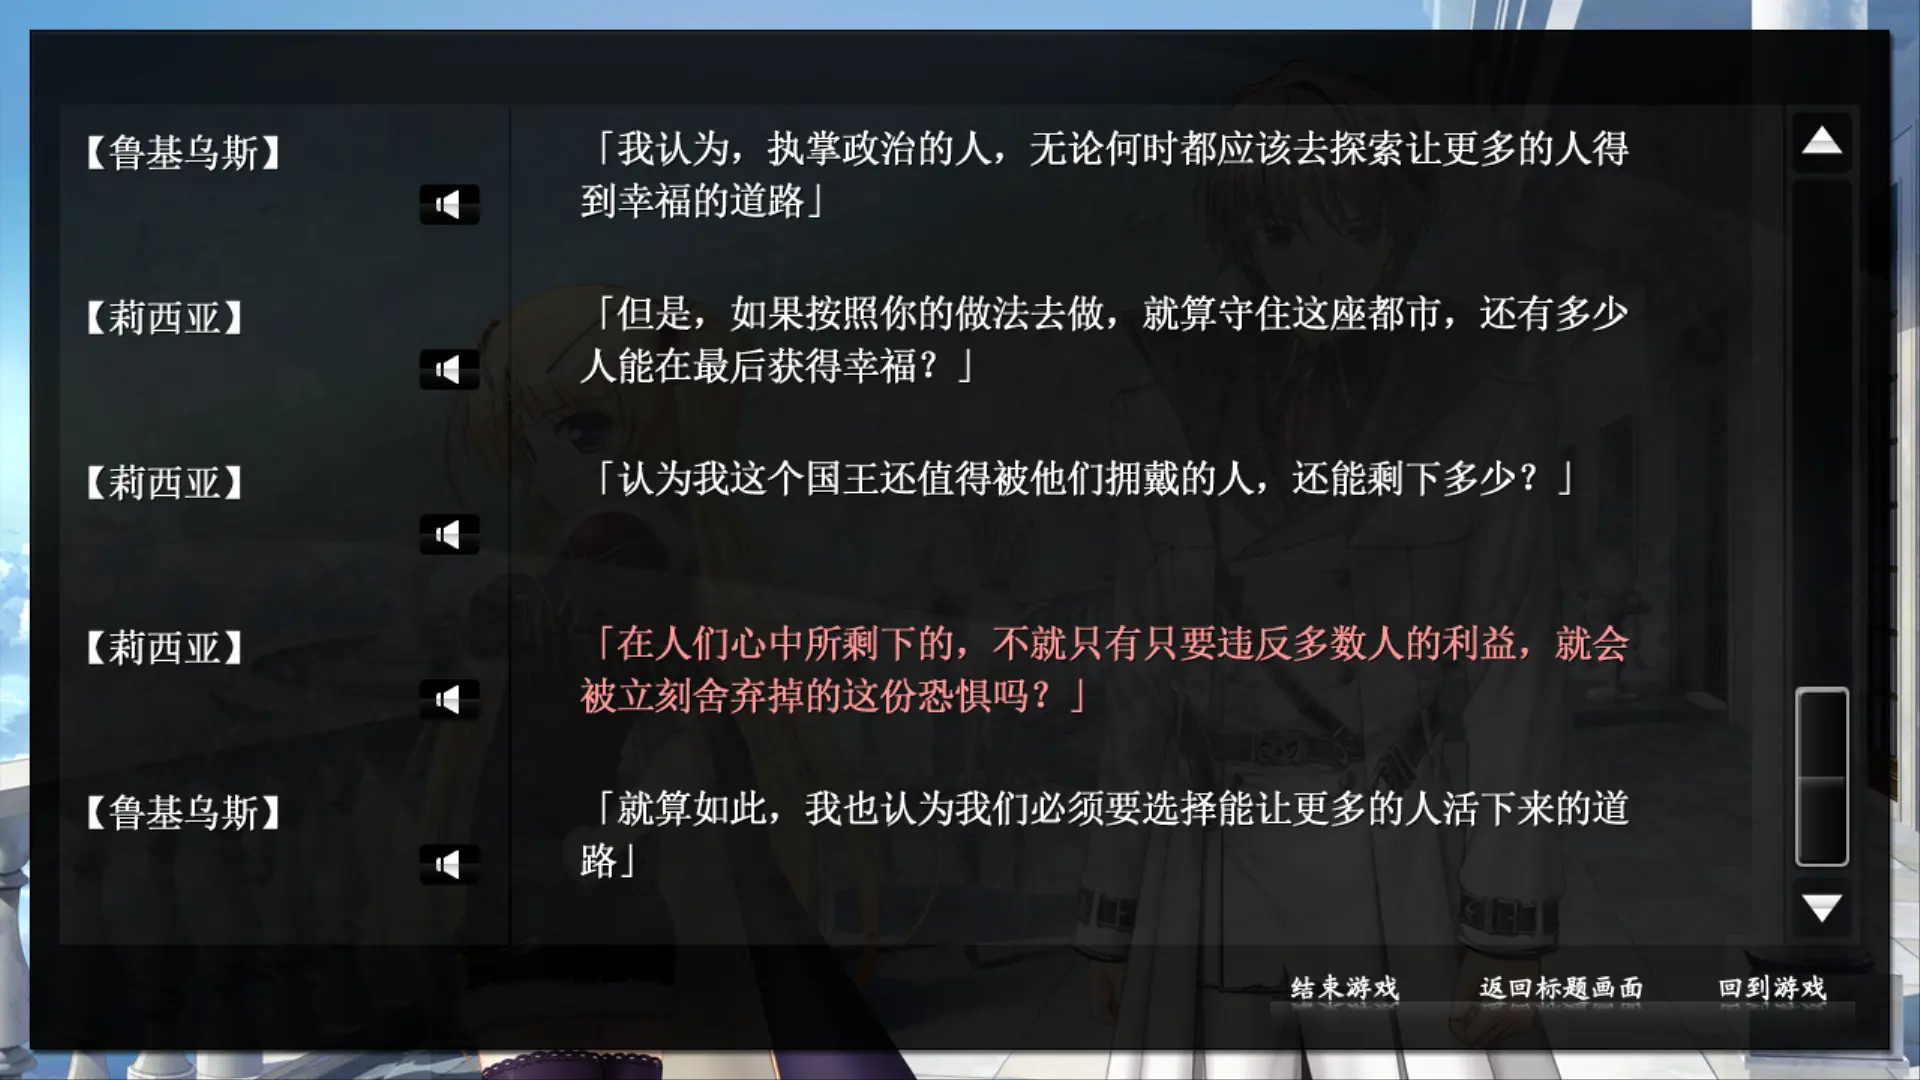 【鲁基乌斯】
「我认为，执掌政治的人，无论何时都应该去探索让更多的人得
到幸福的道路」
【莉西亚】
「但是，如果按照你的做法去做，就算守住这座都市，还有多少
人能在最后获得幸福？」
【莉西亚】
「认为我这个国王还值得被他们拥戴的人，还能剩下多少？」
【莉西亚】
「在人们心中所剩下的，不就只有只要违反多数人的利益，就会
被立刻舍弃掉的这份恐惧吗？」
【鲁基乌斯】
「就算如此，我也认为我们必须要选择能让更多的人活下来的道
路」
结束游戏 返回标题画面 回到游戏